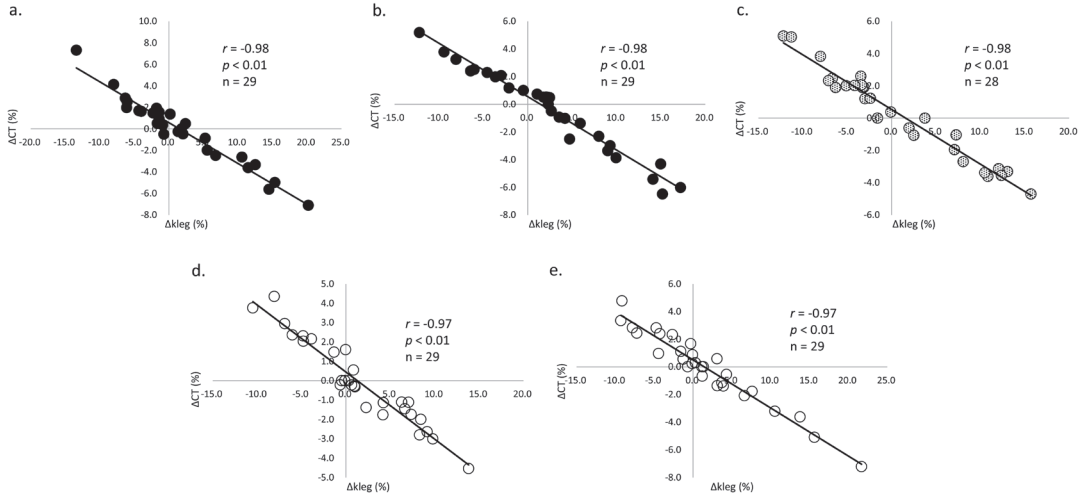 a.
10.0
8.0
6.0
4.0
2.0
0.0
-2.0
-4.0
-6.0
-8.0
-15.0 -10.0 -5.0 0.0 5.0 10.0 15.0 20.0 25.0
ΔCT (%)
Δkleg (%)
r = -0.98
p < 0.01
n = 29
b.
6.0
4.0
2.0
0.0
-2.0
-4.0
-6.0
-8.0
-15.0 -10.0 -5.0 0.0 5.0 10.0 15.0 20.0
ΔCT (%)
Δkleg (%)
r = -0.98
p < 0.01
n = 29
c.
6.0
4.0
2.0
0.0
-2.0
-4.0
-6.0
-15.0 -10.0 -5.0 0.0 5.0 10.0 15.0 20.0
ΔCT (%)
Δkleg (%)
r = -0.98
p < 0.01
n = 28
d.
5.0
4.0
3.0
2.0
1.0
0.0
-1.0
-2.0
-3.0
-4.0
-5.0
-15.0 -10.0 -5.0 0.0 5.0 10.0 15.0 20.0
ΔCT (%)
Δkleg (%)
r = -0.97
p < 0.01
n = 29
e.
6.0
4.0
2.0
0.0
-2.0
-4.0
-6.0
-8.0
-15.0 -10.0 -5.0 0.0 5.0 10.0 15.0 20.0 25.0
ΔCT (%)
Δkleg (%)
r = -0.97
p < 0.01
n = 29